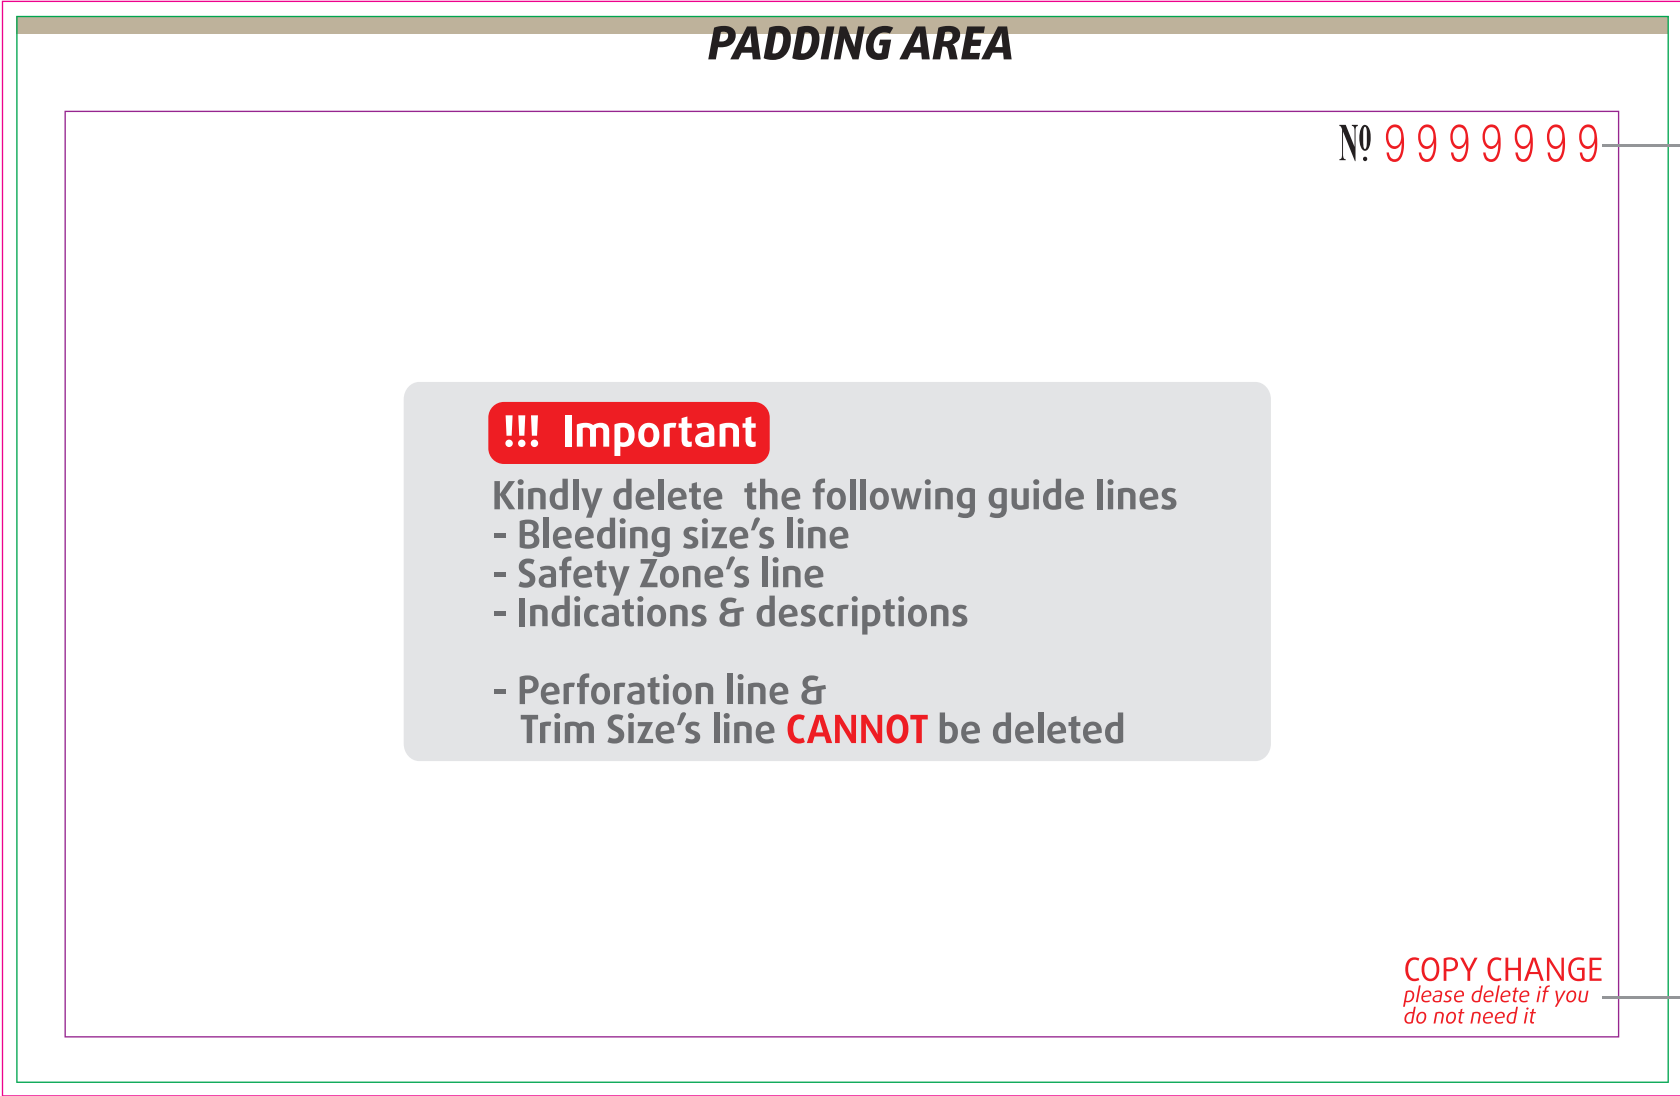 PADDING AREA
Nº 9999999
!!! Important
Kindly delete  the following guide lines
- Bleeding size’s line
- Safety Zone’s line
- Indications & descriptions
- Perforation line &
Trim Size’s line CANNOT be deleted
COPY CHANGE
please delete if you
do not need it